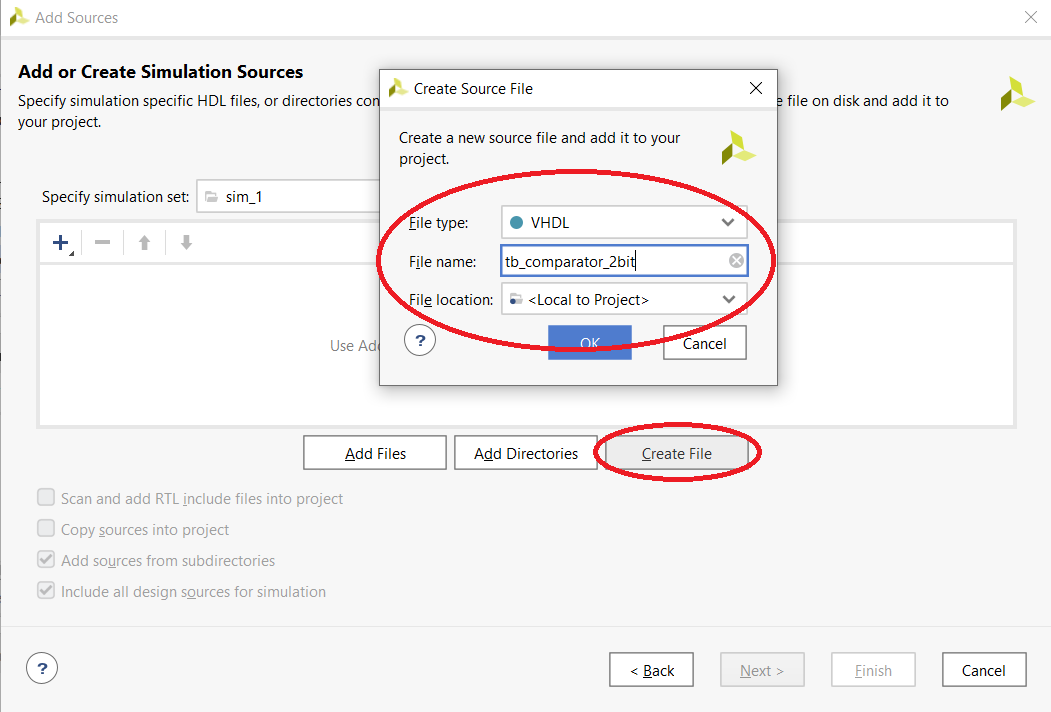 Add Sources
Add or Create Simulation Sources
Specify simulation specific HDL files, or directories con
e file on disk and add it to
your project.
Create Source File
Create a new source file and add it to your
project.
Specify simulation set: sim_1
File type: VHDL
File name: tb_comparator_2bit
File location: <Local to Project>
? OK Cancel
Use Add
Add Files Add Directories Create File
Scan and add RTL include files into project
Copy sources into project
Add sources from subdirectories
Include all design sources for simulation
? < Back Next > Finish Cancel